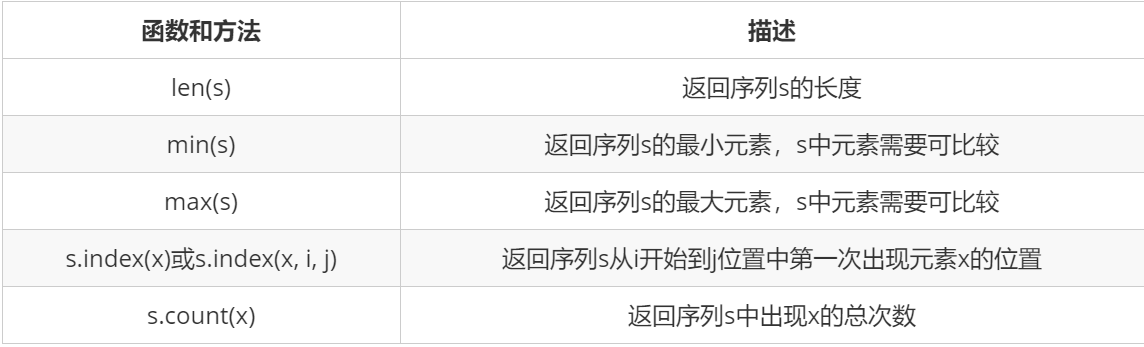 函数和方法 描述
len(s) 返回序列s的长度
min(s) 返回序列s的最小元素，s中元素需要可比较
max(s) 返回序列s的最大元素，s中元素需要可比较
s.index(x)或s.index(x, i, j) 返回序列s从i开始到j位置中第一次出现元素x的位置
s.count(x) 返回序列s中出现x的总次数